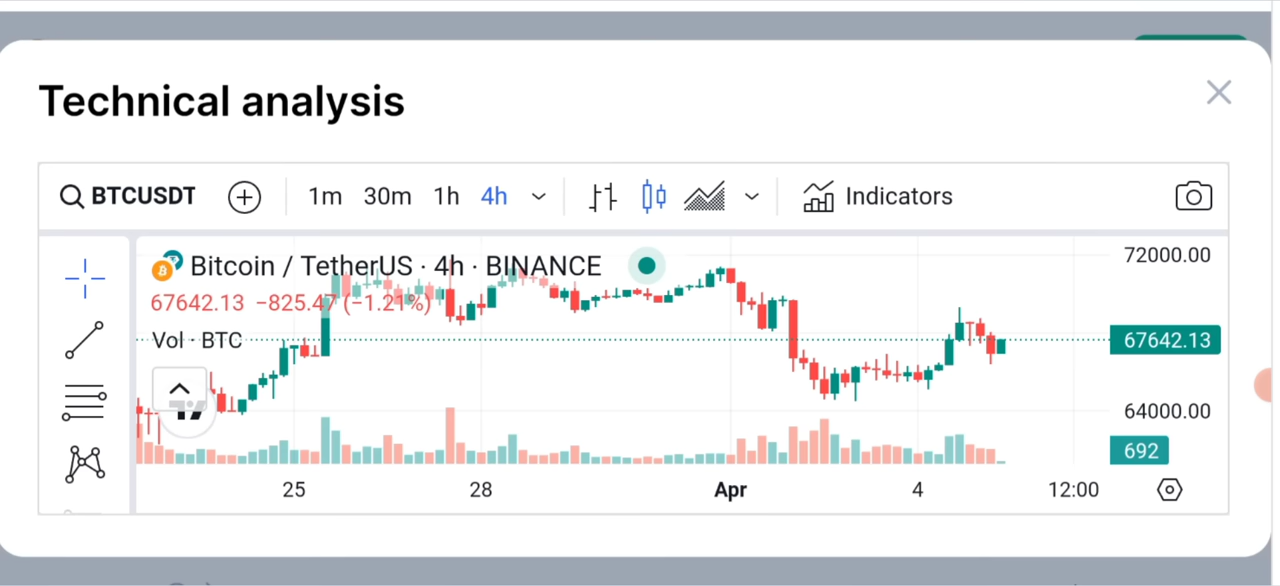 Technical analysis
BTCUSDT 1m 30m 1h 4h Indicators
Bitcoin / TetherUS · 4h · BINANCE
67642.13 −825.47 (−1.21%)
Vol · BTC
72000.00
67642.13
64000.00
692
25 28 Apr 4 12:00